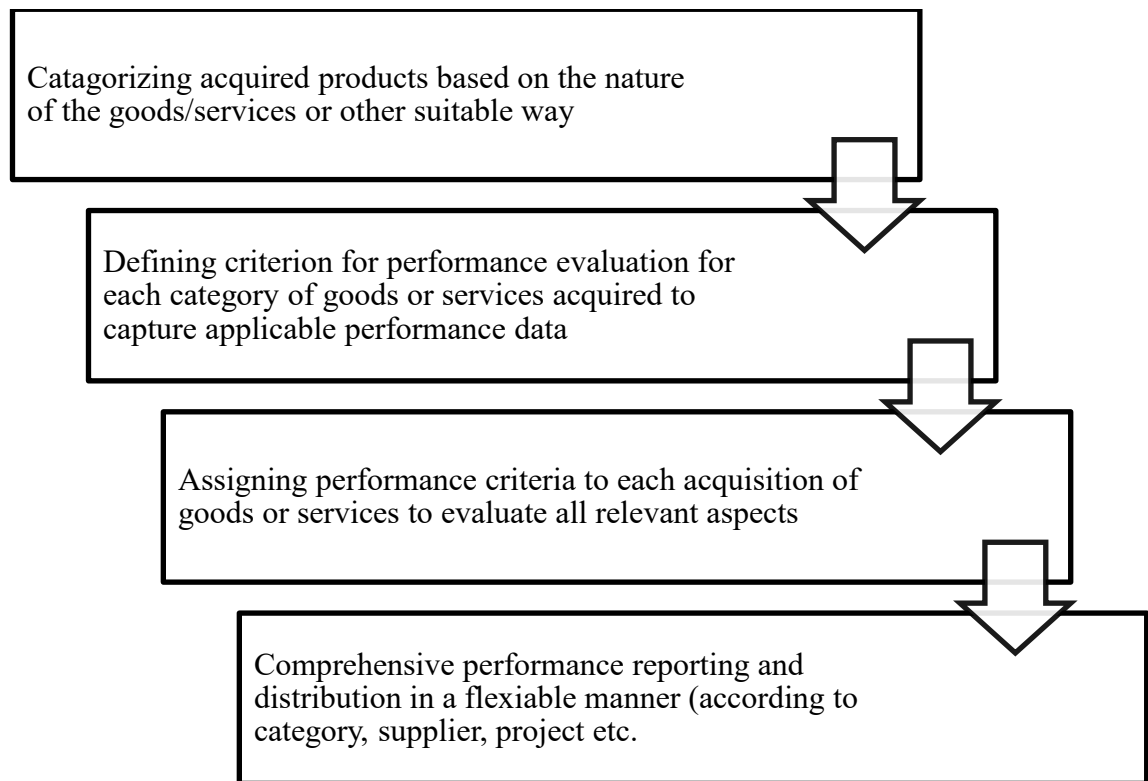 Catagorizing acquired products based on the nature
of the goods/services or other suitable way
Defining criterion for performance evaluation for
each category of goods or services acquired to
capture applicable performance data
Assigning performance criteria to each acquisition of
goods or services to evaluate all relevant aspects
Comprehensive performance reporting and
distribution in a flexiable manner (according to
category, supplier, project etc.